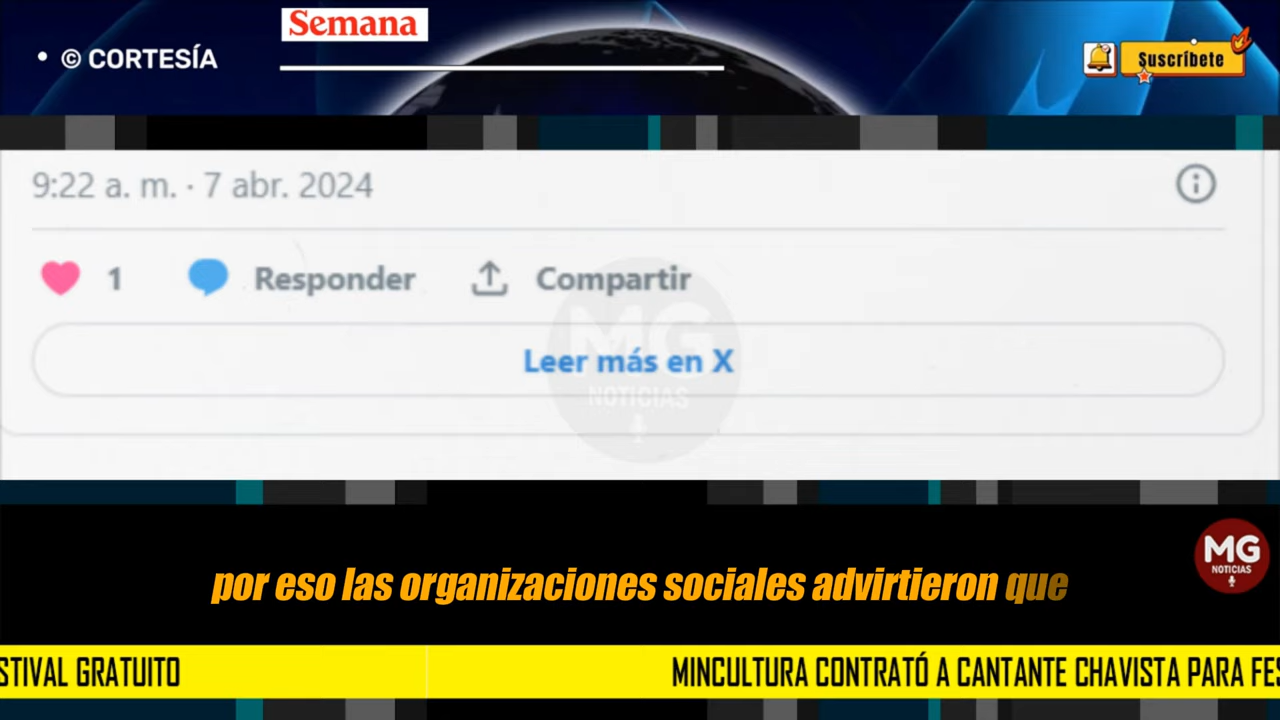 Semana
• © CORTESÍA
Suscríbete
9:22 a. m. · 7 abr. 2024
1 Responder Compartir
Leer más en X
MG
NOTICIAS
por eso las organizaciones sociales advirtieron que
MG
NOTICIAS
STIVAL GRATUITO MINCULTURA CONTRATÓ A CANTANTE CHAVISTA PARA FES